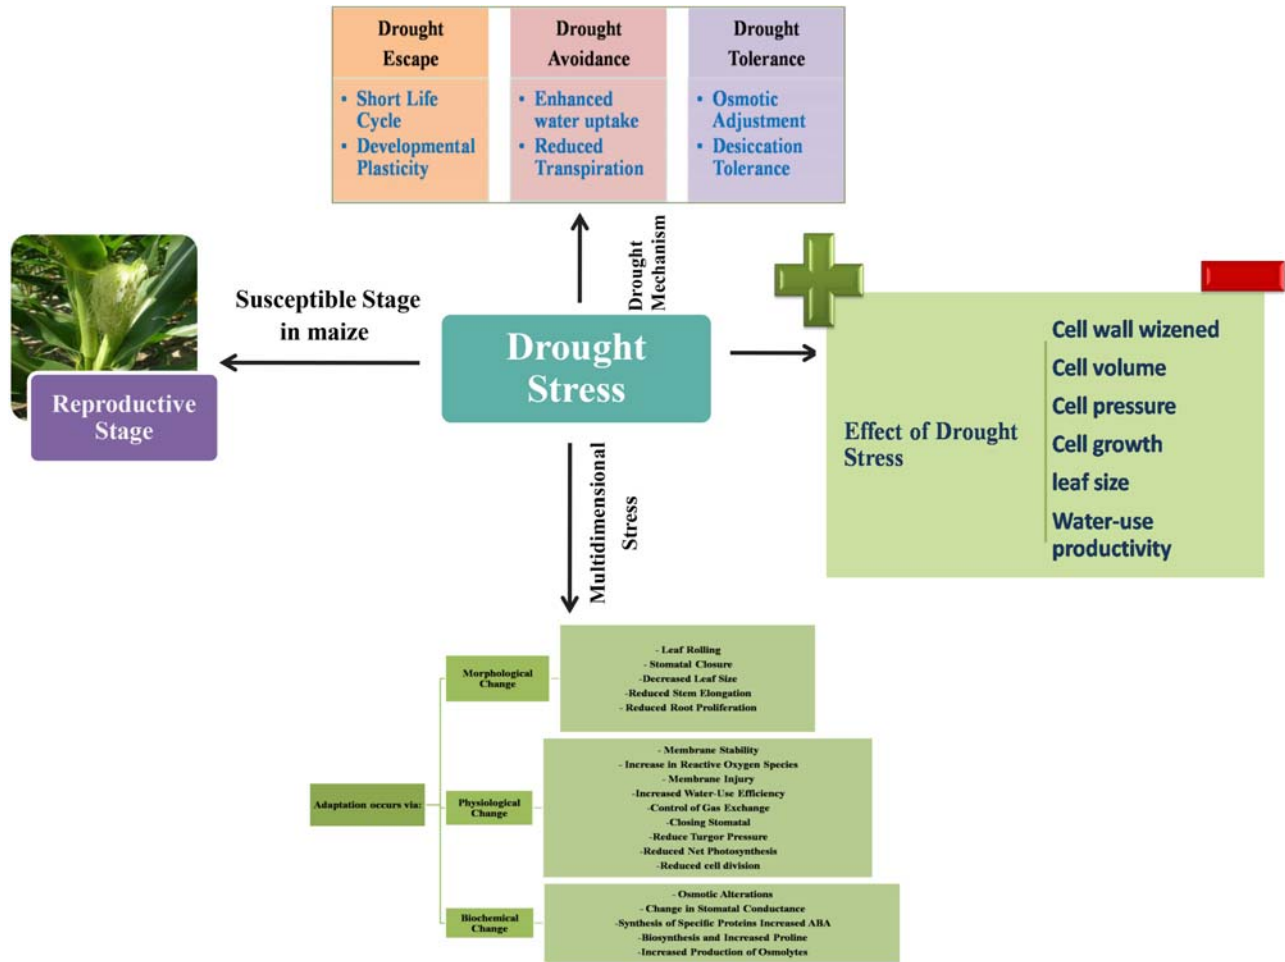 Drought
Escape
• Short Life
Cycle
• Developmental
Plasticity
Drought
Avoidance
• Enhanced
water uptake
• Reduced
Transpiration
Drought
Tolerance
• Osmotic
Adjustment
• Desiccation
Tolerance
Drought
Mechanism
Susceptible Stage
in maize
Reproductive
Stage
Drought
Stress
Effect of Drought
Stress
Cell wall wizened
Cell volume
Cell pressure
Cell growth
leaf size
Water-use
productivity
Multidimensional
Stress
Adaptation occurs via:
Morphological
Change
- Leaf Rolling
- Stomatal Closure
-Decreased Leaf Size
-Reduced Stem Elongation
- Reduced Root Proliferation
Physiological
Change
- Membrane Stability
- Increase in Reactive Oxygen Species
- Membrane Injury
-Increased Water-Use Efficiency
-Control of Gas Exchange
- Closing Stomatal
- Reduce Turgor Pressure
-Reduced Net Photosynthesis
-Reduced cell division
Biochemical
Change
- Osmotic Alterations
- Change in Stomatal Conductance
-Synthesis of Specific Proteins Increased ABA
-Biosynthesis and Increased Proline
-Increased Production of Osmolytes